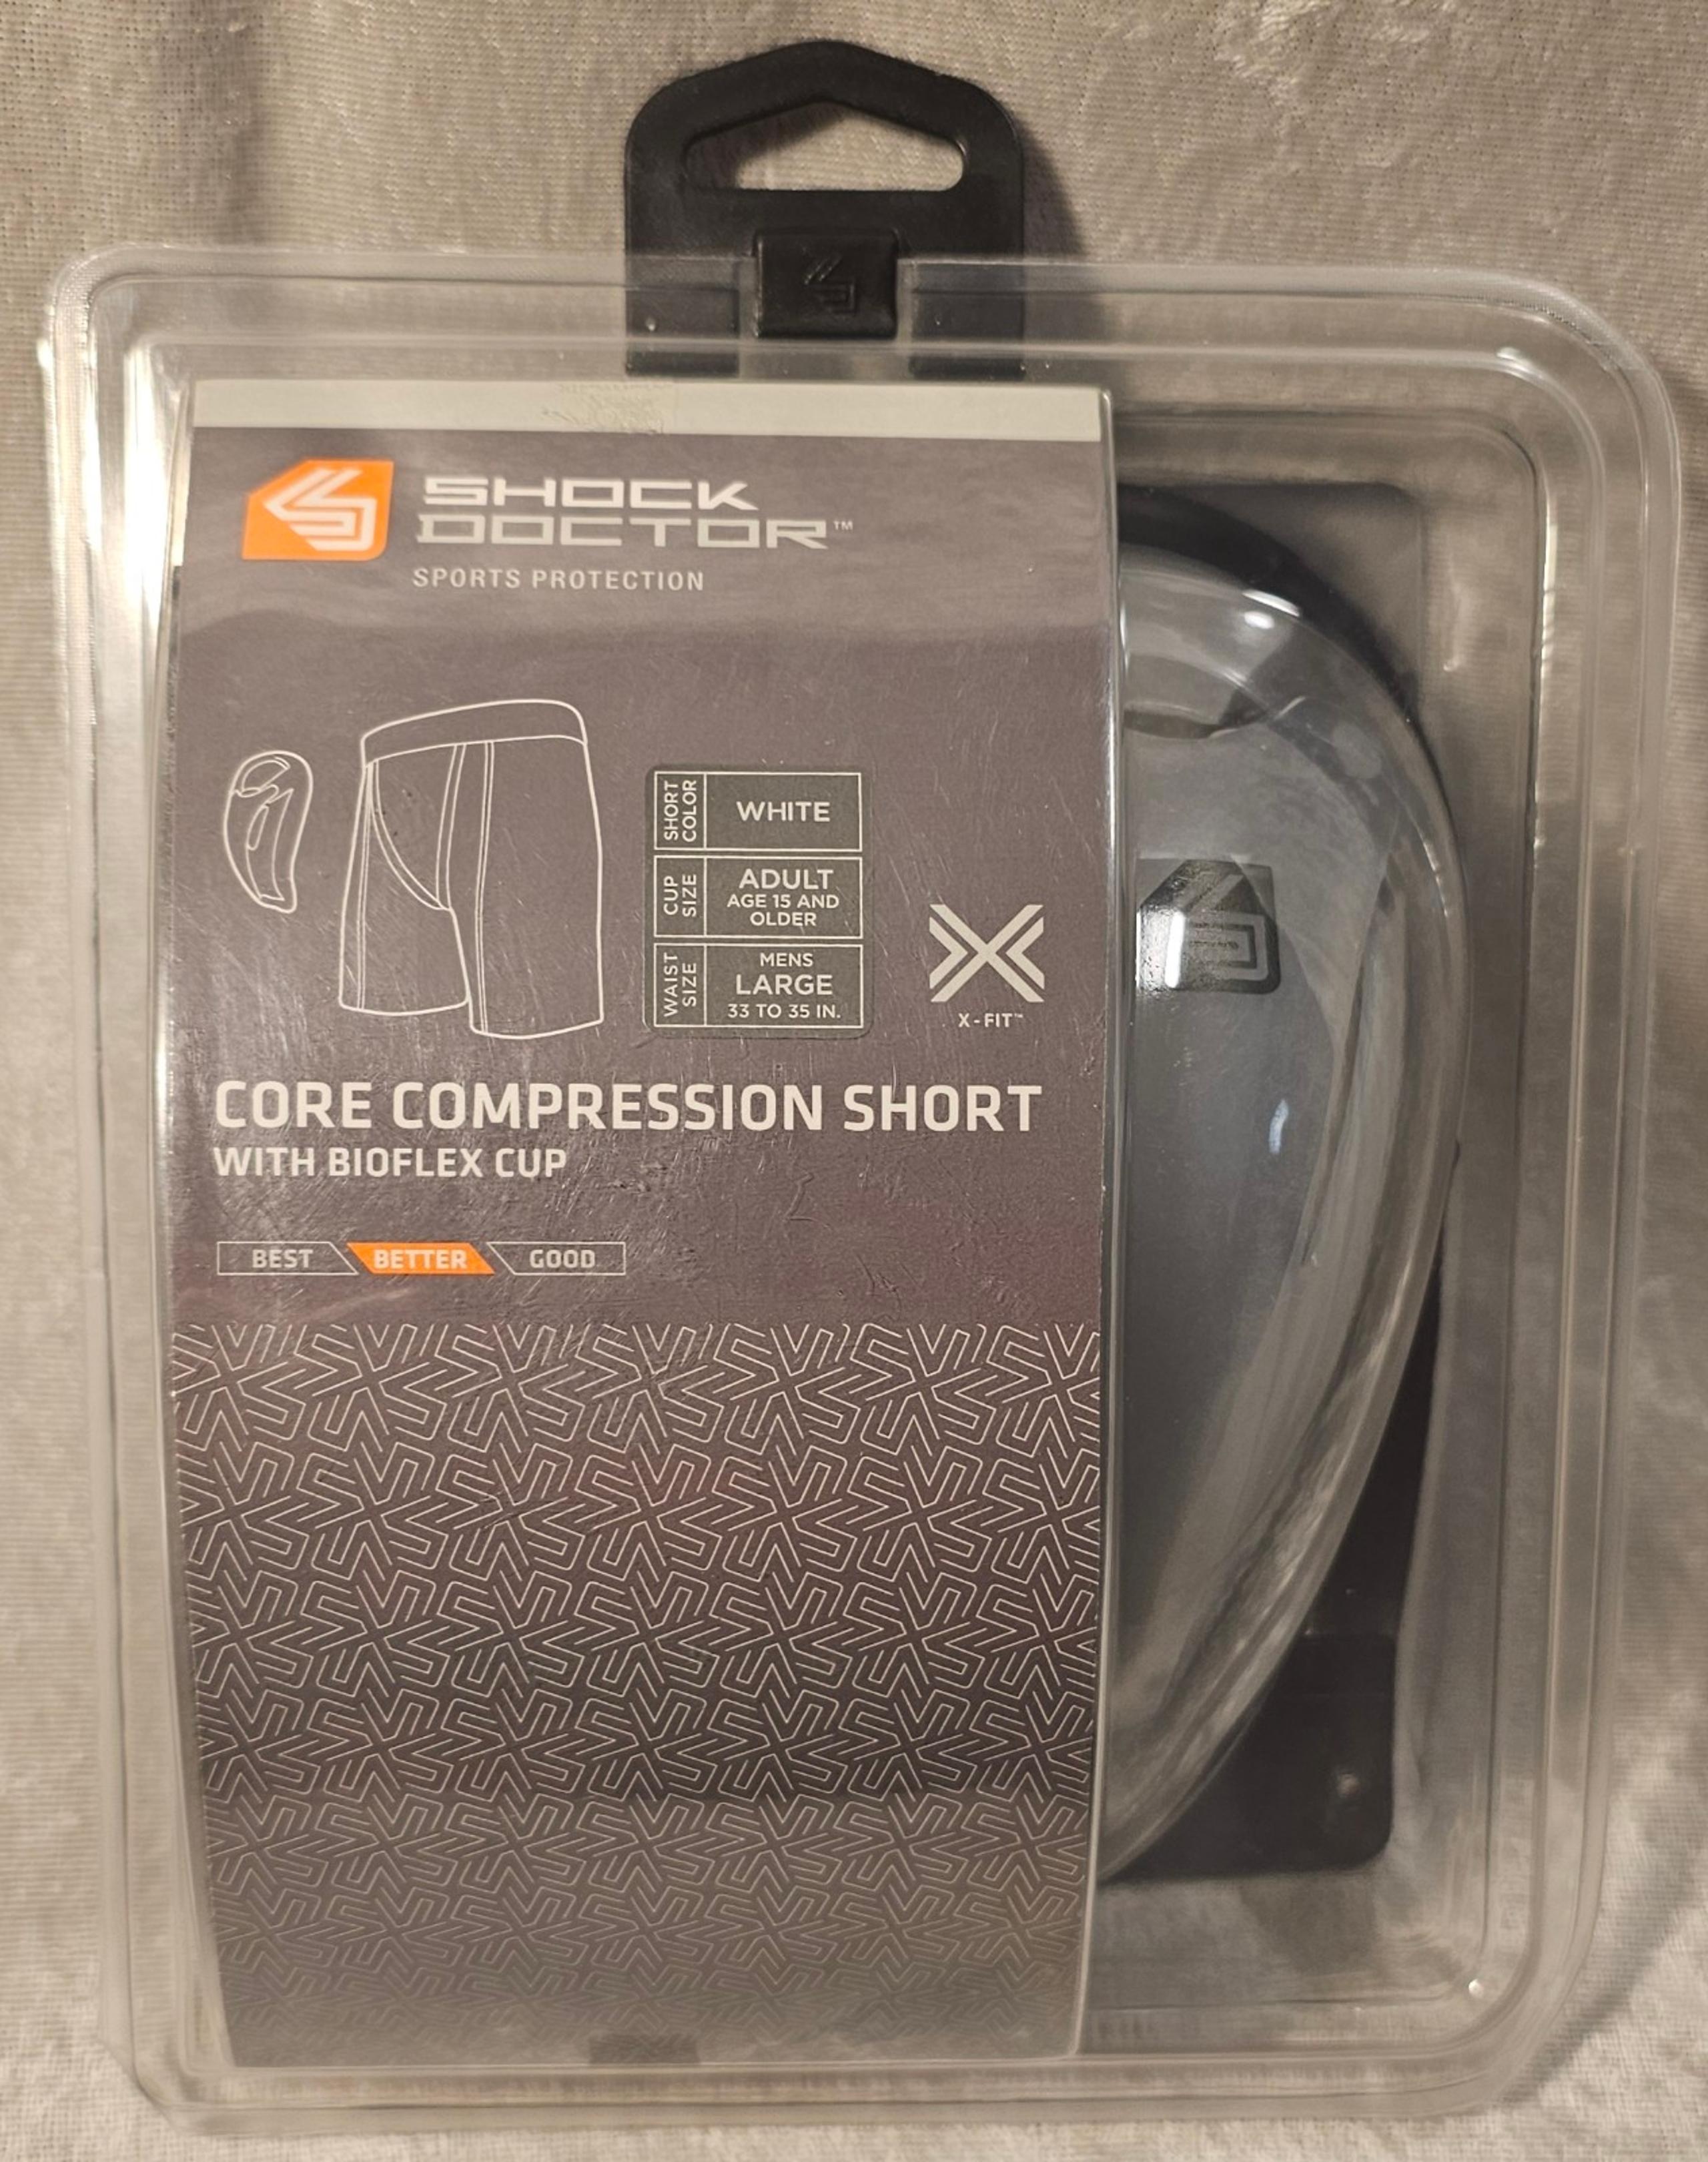 SHOCK
DOCTOR™
SPORTS PROTECTION
SHORT
COLOR
WHITE
CUP
SIZE
ADULT
AGE 15 AND
OLDER
WAIST
SIZE
MENS
LARGE
33 TO 35 IN.
X-FIT™
CORE COMPRESSION SHORT
WITH BIOFLEX CUP
BEST BETTER GOOD